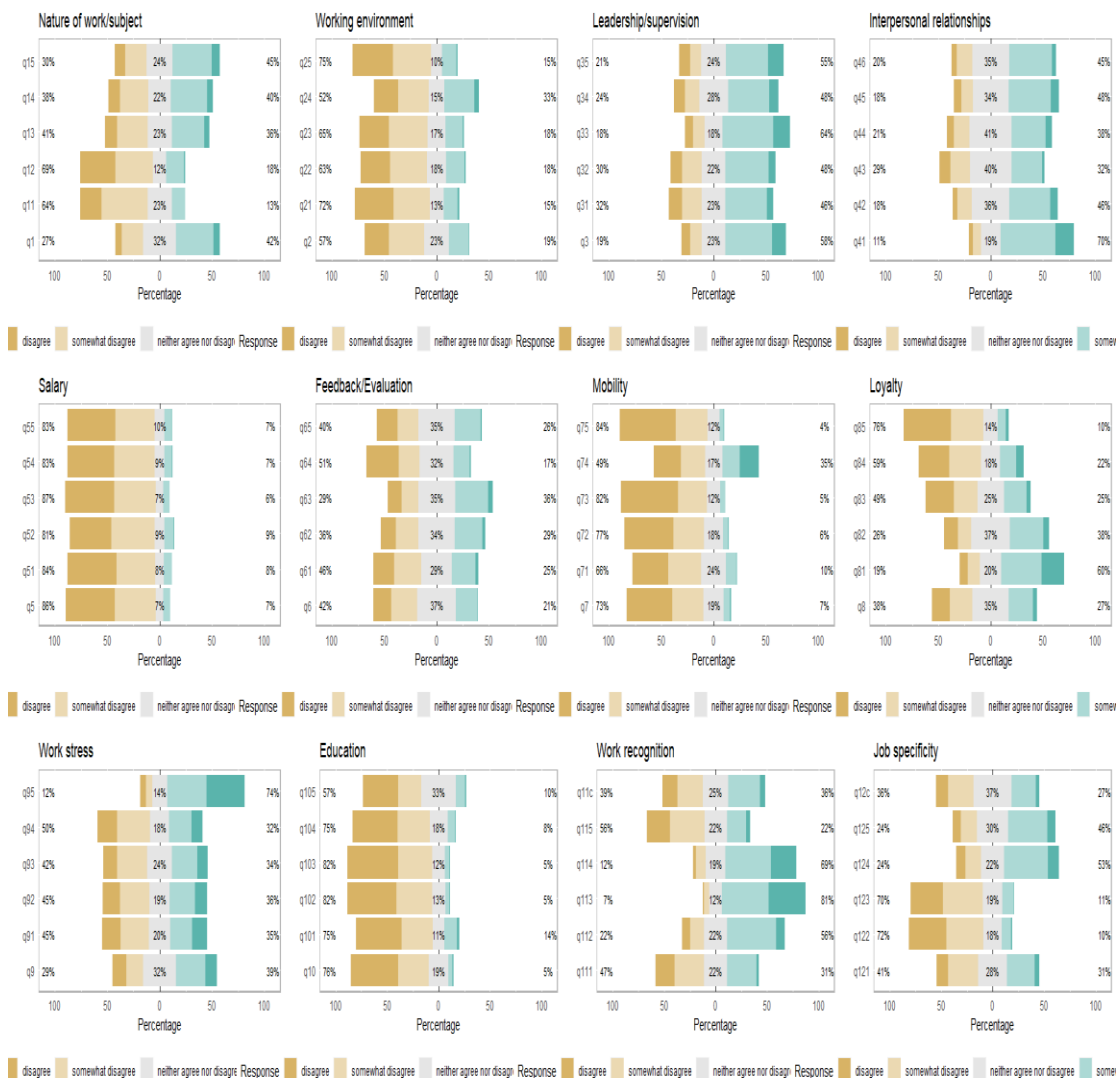 Nature of work/subject Working environment Leadership/supervision Interpersonal relationships
q15 30% 24% 45% q25 75% 10% 15% q35 21% 24% 55% q46 20% 35% 45%
q14 38% 22% 40% q24 52% 15% 33% q34 24% 28% 48% q45 18% 34% 48%
q13 41% 23% 36% q23 65% 17% 18% q33 18% 18% 64% q44 21% 41% 38%
q12 69% 12% 18% q22 63% 18% 18% q32 30% 22% 48% q43 29% 40% 32%
q11 64% 23% 13% q21 72% 13% 15% q31 32% 23% 46% q42 18% 36% 46%
q1 27% 32% 42% q2 57% 23% 19% q3 19% 23% 58% q41 11% 19% 70%
100 50 0 50 100 100 50 0 50 100 100 50 0 50 100 100 50 0 50 100
Percentage Percentage Percentage Percentage
disagree somewhat disagree neither agree nor disagr Response disagree somewhat disagree neither agree nor disagr Response disagree somewhat disagree neither agree nor disagr Response disagree somewhat disagree neither agree nor disagr somew
Salary Feedback/Evaluation Mobility Loyalty
q55 83% 10% 7% q65 40% 35% 26% q75 84% 12% 4% q85 76% 14% 10%
q54 83% 9% 7% q64 51% 32% 17% q74 49% 17% 35% q84 59% 18% 22%
q53 87% 7% 6% q63 29% 35% 36% q73 82% 12% 5% q83 49% 25% 26%
q52 81% 9% 9% q62 36% 34% 29% q72 77% 18% 6% q82 26% 37% 38%
q51 84% 8% 8% q61 46% 29% 25% q71 66% 24% 10% q81 19% 20% 60%
q5 86% 7% 7% q6 42% 37% 21% q7 73% 19% 7% q8 38% 35% 27%
100 50 0 50 100 100 50 0 50 100 100 50 0 50 100 100 50 0 50 100
Percentage Percentage Percentage Percentage
disagree somewhat disagree neither agree nor disagr Response disagree somewhat disagree neither agree nor disagr Response disagree somewhat disagree neither agree nor disagr Response disagree somewhat disagree neither agree nor disagr somew
Work stress Education Work recognition Job specificity
q95 12% 14% 74% q105 57% 33% 10% q11c 39% 25% 36% q12c 36% 37% 27%
q94 50% 18% 32% q104 75% 18% 8% q115 56% 22% 22% q125 24% 30% 46%
q93 42% 24% 34% q103 82% 12% 5% q114 12% 19% 69% q124 24% 22% 53%
q92 45% 19% 36% q102 82% 13% 5% q113 7% 12% 81% q123 70% 19% 11%
q91 45% 20% 35% q101 75% 11% 14% q112 22% 22% 56% q122 72% 18% 10%
q9 29% 32% 39% q10 76% 19% 5% q111 47% 22% 31% q121 41% 28% 31%
100 50 0 50 100 100 50 0 50 100 100 50 0 50 100 100 50 0 50 100
Percentage Percentage Percentage Percentage
disagree somewhat disagree neither agree nor disagre Response disagree somewhat disagree neither agree nor disagr Response disagree somewhat disagree neither agree nor disagr Response disagree somewhat disagree neither agree nor disagr somew